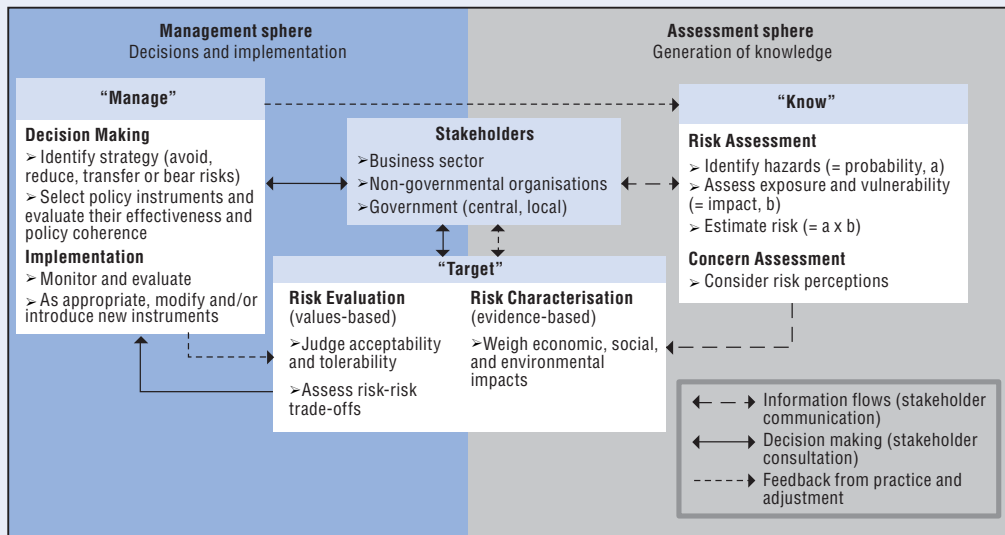 Management sphere
Decisions and implementation
Assessment sphere
Generation of knowledge
“Manage”
Decision Making
➢ Identify strategy (avoid,
reduce, transfer or bear risks)
➢ Select policy instruments and
evaluate their effectiveness and
policy coherence
Implementation
➢ Monitor and evaluate
➢ As appropriate, modify and/or
introduce new instruments
Stakeholders
➢ Business sector
➢ Non-governmental organisations
➢ Government (central, local)
“Know”
Risk Assessment
➢ Identify hazards (= probability, a)
➢ Assess exposure and vulnerability
(= impact, b)
➢ Estimate risk (= a x b)
Concern Assessment
➢ Consider risk perceptions
“Target”
Risk Evaluation
(values-based)
➢ Judge acceptability
and tolerability
➢ Assess risk-risk
trade-offs
Risk Characterisation
(evidence-based)
➢ Weigh economic, social,
and environmental
impacts
Information flows (stakeholder
communication)
Decision making (stakeholder
consultation)
Feedback from practice and
adjustment